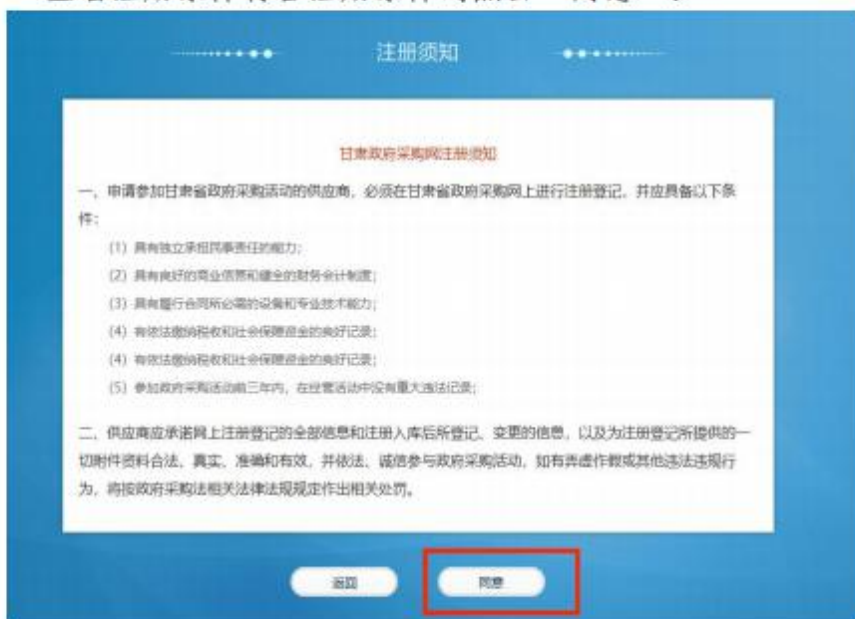 注册须知
甘肃政府采购网注册须知
一、申请参加甘肃省政府采购活动的供应商，必须在甘肃省政府采购网上进行注册登记，并应具备以下条
件：
(1) 具有独立承担民事责任的能力;
(2) 具有良好的商业信誉和健全的财务会计制度;
(3) 具有履行合同所必需的设备和专业技术能力;
(4) 有依法缴纳税收和社会保障资金的良好记录;
(4) 有依法缴纳税收和社会保障资金的良好记录;
(5) 参加政府采购活动前三年内，在经营活动中没有重大违法记录;
二、供应商应承诺网上注册登记的全部信息和注册入库后所登记、变更的信息，以及为注册登记所提供的一
切附件资料合法、真实、准确和有效，并依法、诚信参与政府采购活动，如有弄虚作假或其他违法违规行
为，将按政府采购法相关法律法规规定作出相关处罚。
返回
同意